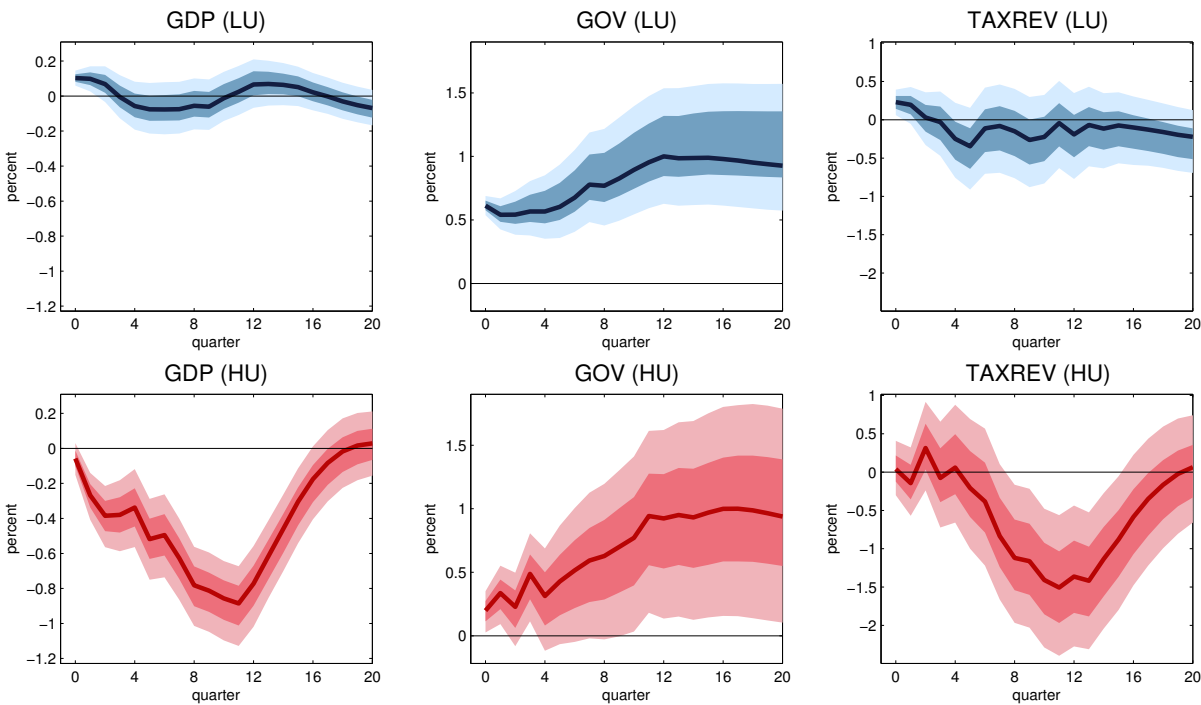 GDP (LU)
percent
0.2
0
−0.2
−0.4
−0.6
−0.8
−1
−1.2
0 4 8 12 16 20
quarter
GOV (LU)
percent
1.5
1
0.5
0
0 4 8 12 16 20
quarter
TAXREV (LU)
percent
1
0.5
0
−0.5
−1
−1.5
−2
0 4 8 12 16 20
quarter
GDP (HU)
percent
0.2
0
−0.2
−0.4
−0.6
−0.8
−1
−1.2
0 4 8 12 16 20
quarter
GOV (HU)
percent
1.5
1
0.5
0
0 4 8 12 16 20
quarter
TAXREV (HU)
percent
1
0.5
0
−0.5
−1
−1.5
−2
0 4 8 12 16 20
quarter